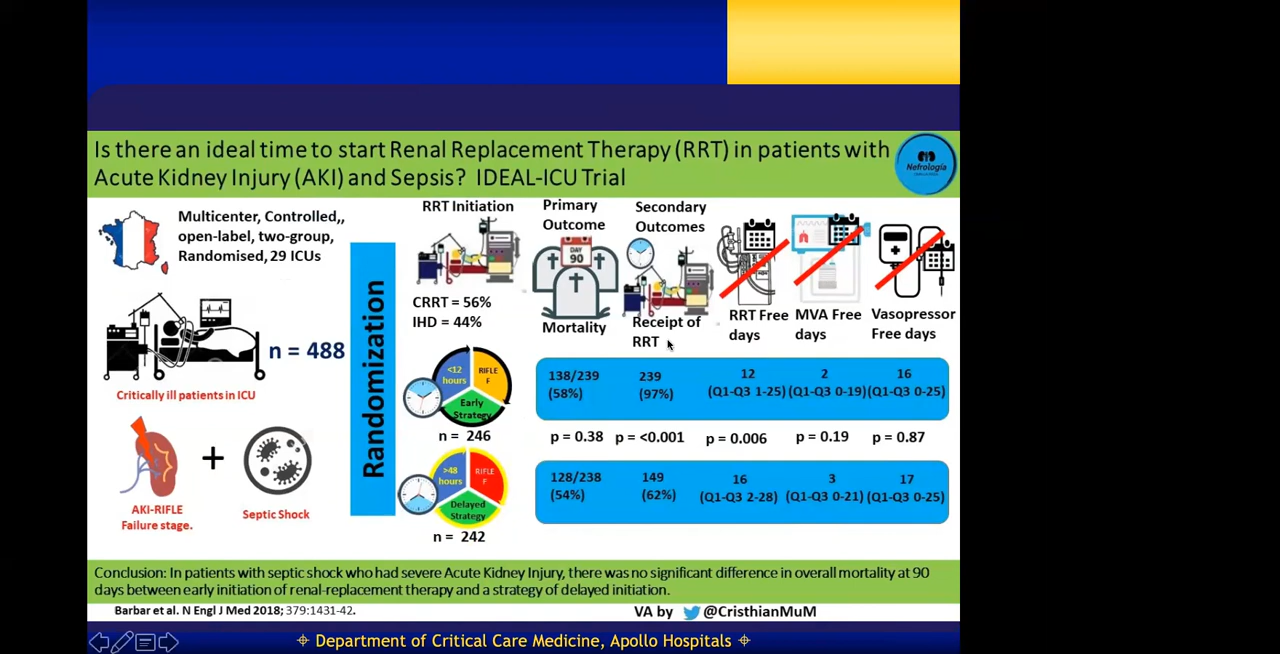 Is there an ideal time to start Renal Replacement Therapy (RRT) in patients with
Acute Kidney Injury (AKI) and Sepsis? IDEAL-ICU Trial
Nefrología
Multicenter, Controlled,,
open-label, two-group,
Randomised, 29 ICUs
n = 488
Critically ill patients in ICU
+
AKI-RIFLE
Failure stage.
Septic Shock
Randomization
RRT Initiation
CRRT = 56%
IHD = 44%
<12
hours
RIFLE
F
Early
Strategy
n = 246
>48
hours
RIFLE
F
Delayed
Strategy
n = 242
Primary
Outcome
DAY
90
Mortality
Secondary
Outcomes
Receipt of
RRT
RRT Free
days
MVA Free
days
Vasopressor
Free days
138/239
(58%)
239
(97%)
12
(Q1-Q3 1-25)
2
(Q1-Q3 0-19)
16
(Q1-Q3 0-25)
p = 0.38
p = <0.001
p = 0.006
p = 0.19
p = 0.87
128/238
(54%)
149
(62%)
16
(Q1-Q3 2-28)
3
(Q1-Q3 0-21)
17
(Q1-Q3 0-25)
Conclusion: In patients with septic shock who had severe Acute Kidney Injury, there was no significant difference in overall mortality at 90
days between early initiation of renal-replacement therapy and a strategy of delayed initiation.
Barbar et al. N Engl J Med 2018; 379:1431-42.
VA by @CristhianMuM
Department of Critical Care Medicine, Apollo Hospitals